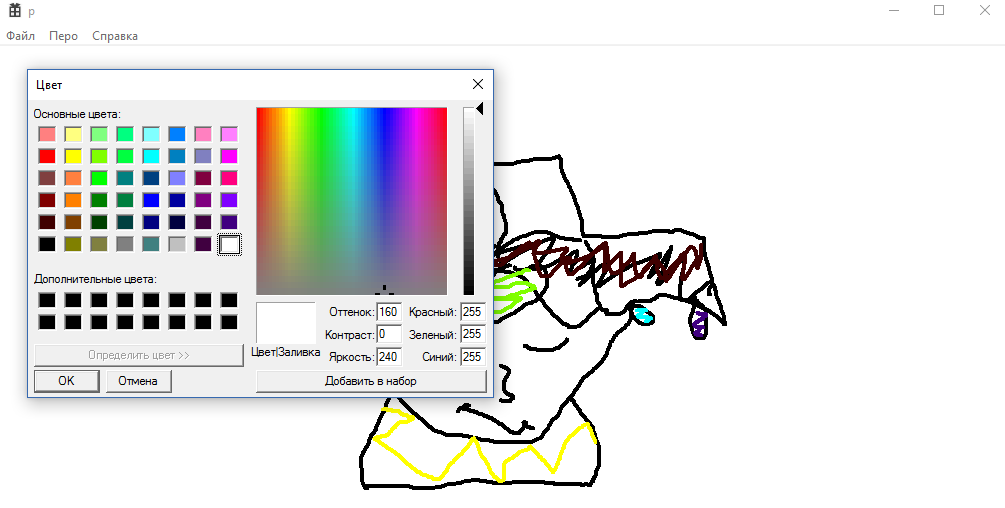 p
Файл Перо Справка
Цвет
Основные цвета:
Дополнительные цвета:
Определить цвет >>
OK Отмена
Цвет|Заливка
Оттенок: 160 Красный: 255
Контраст: 0 Зеленый: 255
Яркость: 240 Синий: 255
Добавить в набор